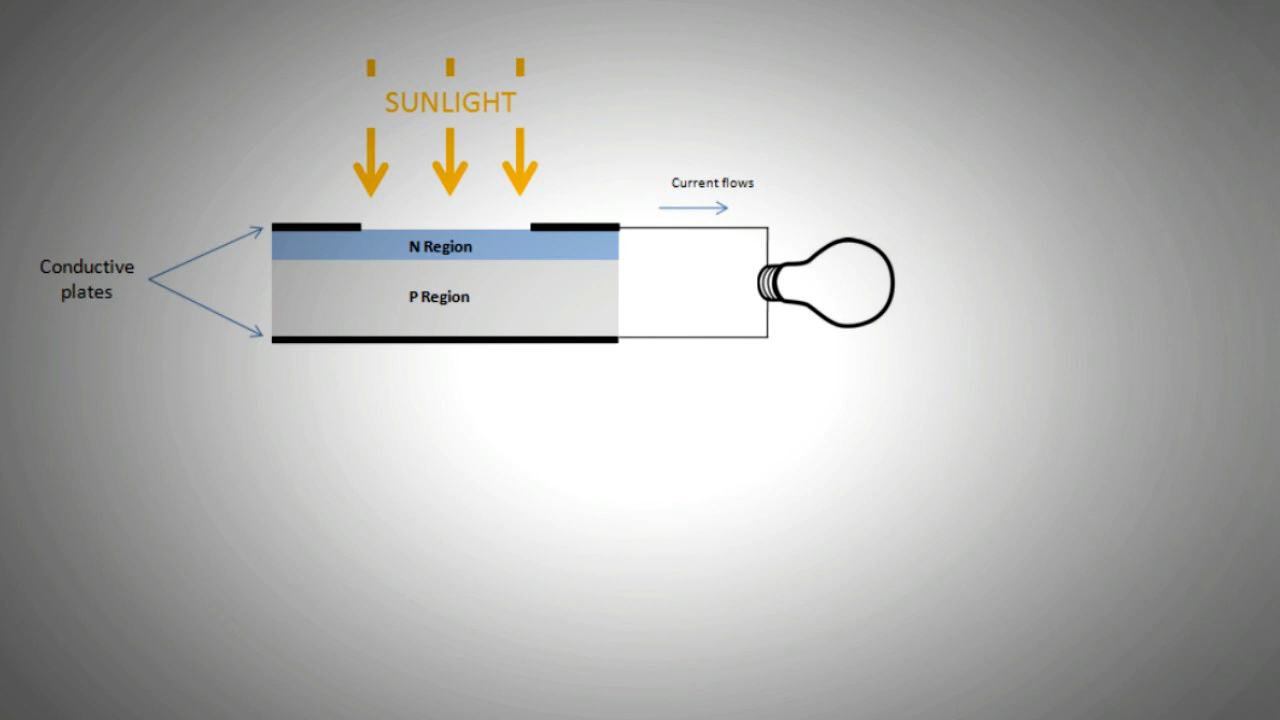 SUNLIGHT
Current flows
N Region
Conductive
plates
P Region